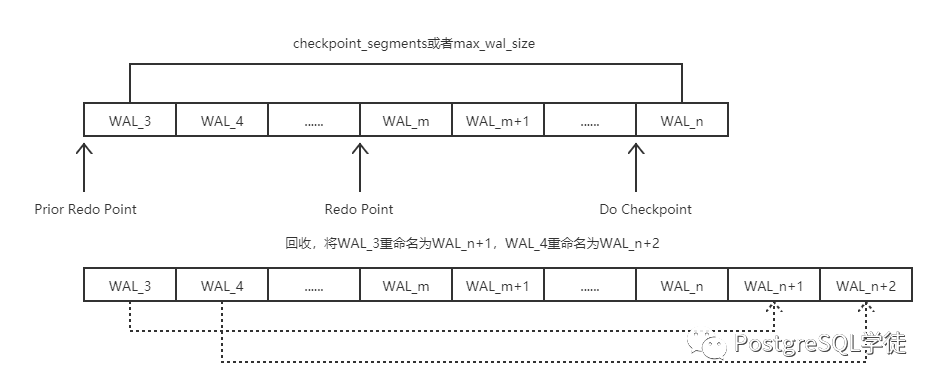 checkpoint_segments或者max_wal_size
WAL_3 WAL_4 ...... WAL_m WAL_m+1 ...... WAL_n
Prior Redo Point Redo Point Do Checkpoint
回收，将WAL_3重命名为WAL_n+1，WAL_4重命名为WAL_n+2
WAL_3 WAL_4 ...... WAL_m WAL_m+1 ...... WAL_n WAL_n+1 WAL_n+2
PostgreSQL学徒